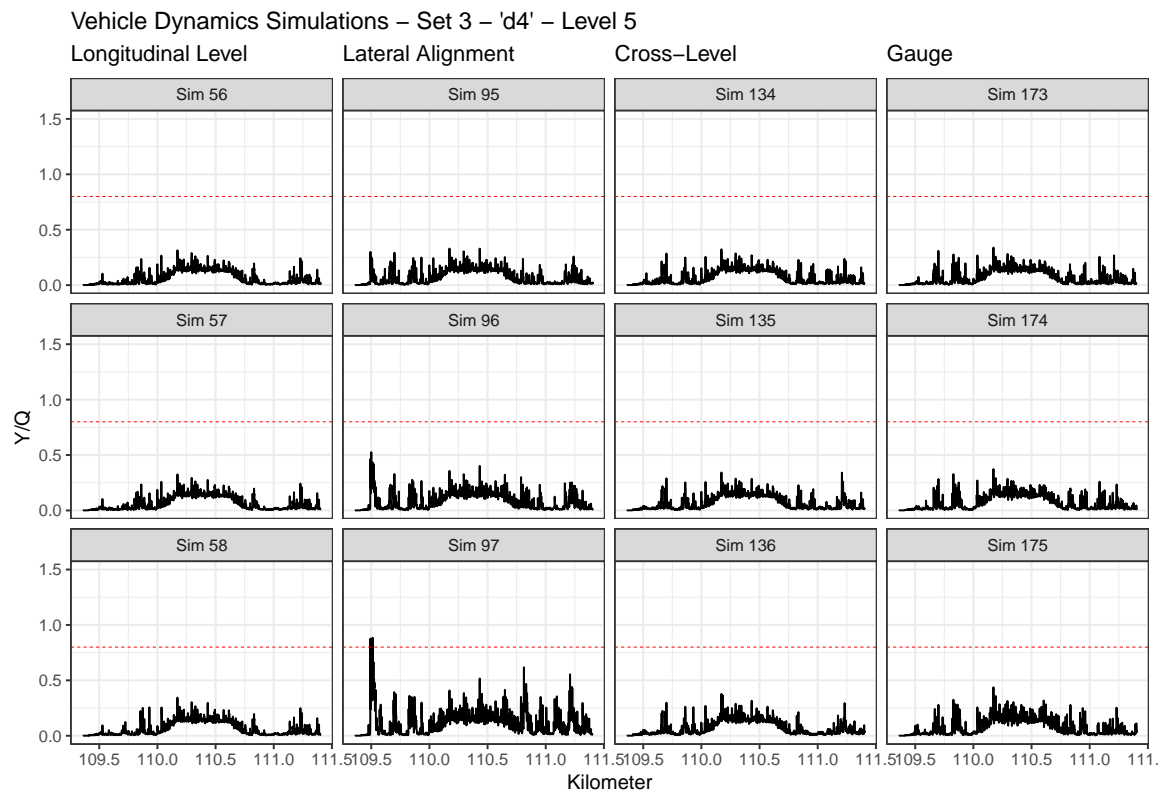 Vehicle Dynamics Simulations – Set 3 – 'd4' – Level 5
Longitudinal Level Lateral Alignment Cross–Level Gauge
Sim 56 Sim 95 Sim 134 Sim 173
1.5
1.0
0.5
0.0
Sim 57 Sim 96 Sim 135 Sim 174
1.5
1.0
0.5
0.0
Y/Q
Sim 58 Sim 97 Sim 136 Sim 175
1.5
1.0
0.5
0.0
109.5 110.0 110.5 111.0 111.5 109.5 110.0 110.5 111.0 111.5 109.5 110.0 110.5 111.0 111.5 109.5 110.0 110.5 111.0 111.5
Kilometer